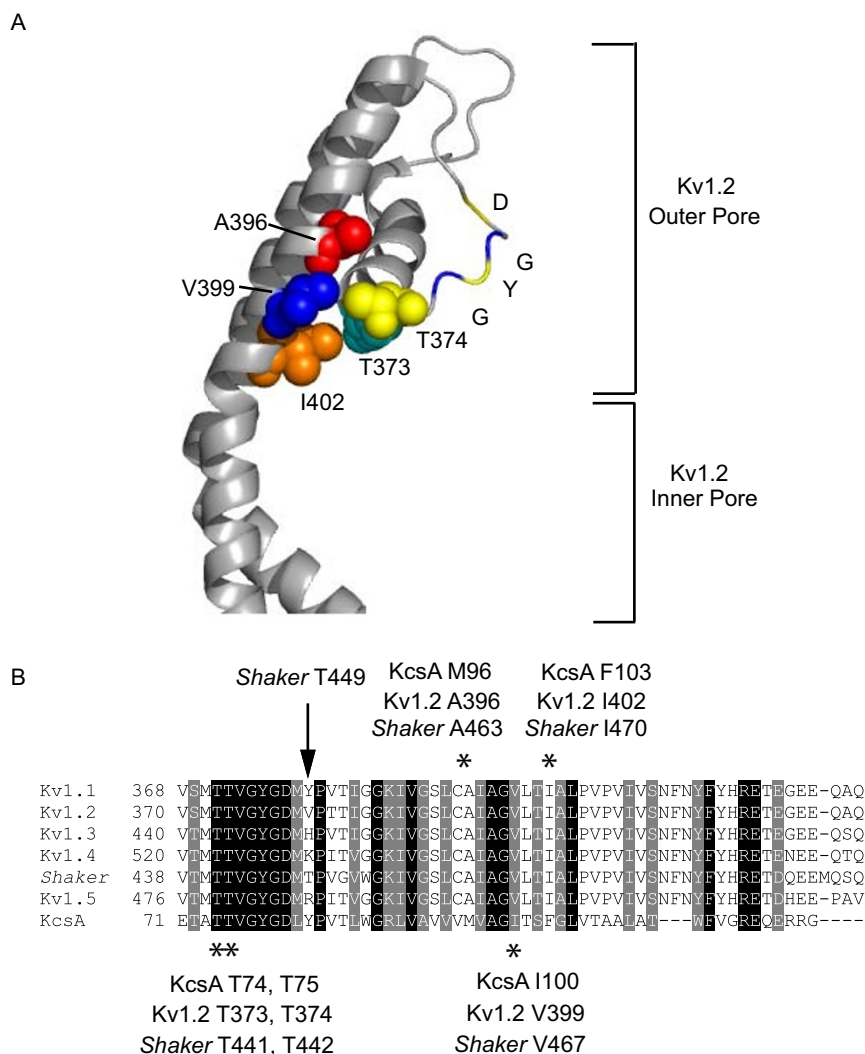 A
A396
V399
I402
T373
T374
D
G
Y
G
Kv1.2
Outer Pore
Kv1.2
Inner Pore
B
Shaker T449
KcsA M96
Kv1.2 A396
Shaker A463
*
KcsA F103
Kv1.2 I402
Shaker I470
*
Kv1.1 368 VSMTTVGYGDMYPVTIGGKIVGSLCAIAGVLTIALPVPVIVSNFNYFYHRETEGEE-QAQ
Kv1.2 370 VSMTTVGYGDMVPTTIGGKIVGSLCAIAGVLTIALPVPVIVSNFNYFYHRETEGEE-QAQ
Kv1.3 440 VTMTTVGYGDMHPVTIGGKIVGSLCAIAGVLTIALPVPVIVSNFNYFYHRETEGEE-QSQ
Kv1.4 520 VTMTTVGYGDMKPITVGGKIVGSLCAIAGVLTIALPVPVIVSNFNYFYHRETENEE-QTQ
Shaker 438 VTMTTVGYGDMTPVGVWGKIVGSLCAIAGVLTIALPVPVIVSNFNYFYHRETDQEEMQSQ
Kv1.5 476 VTMTTVGYGDMRPITVGGKIVGSLCAIAGVLTIALPVPVIVSNFNYFYHRETDHEE-PAV
KcsA 71 ETATTVGYGDLYPVTLWGRLVAVVVMVAGITSFGLVTAALAT---WFVGREQERRG----
**
KcsA T74, T75
Kv1.2 T373, T374
Shaker T441, T442
*
KcsA I100
Kv1.2 V399
Shaker V467